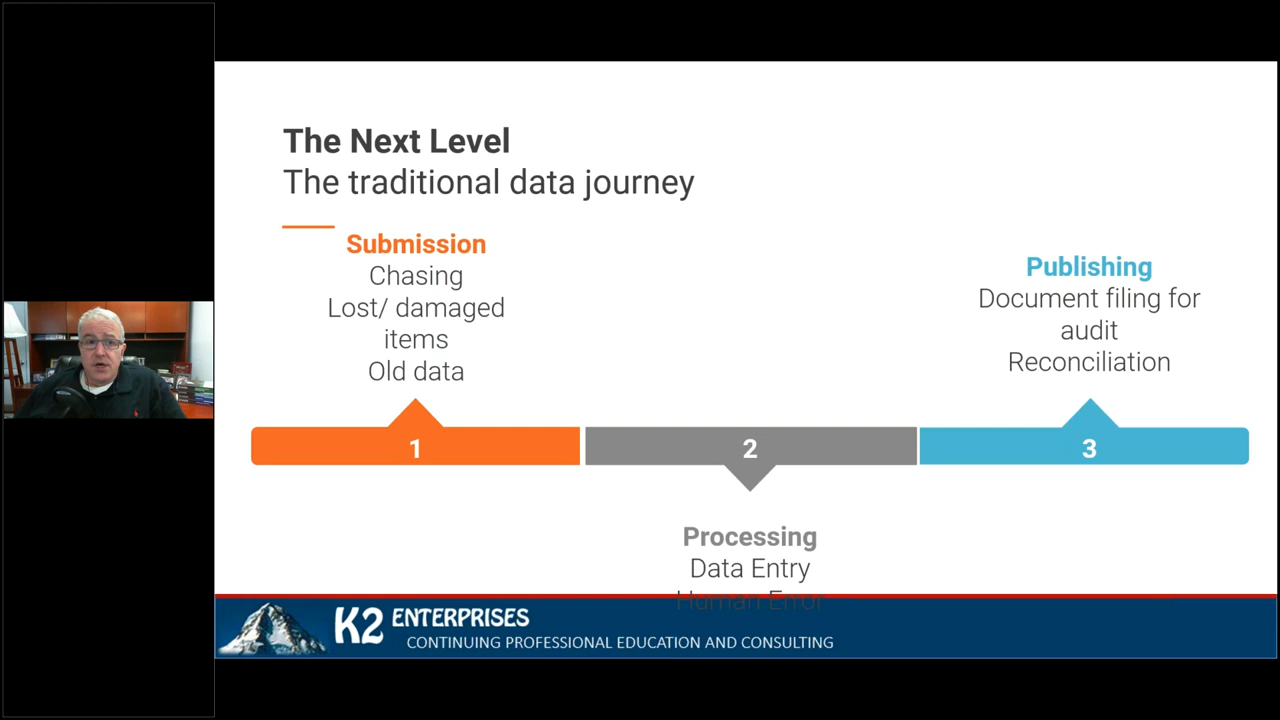 The Next Level
The traditional data journey
Submission
Chasing
Lost/ damaged
items
Old data
Publishing
Document filing for
audit
Reconciliation
1
2
3
Processing
Data Entry
Human Error
K2 ENTERPRISES
CONTINUING PROFESSIONAL EDUCATION AND CONSULTING